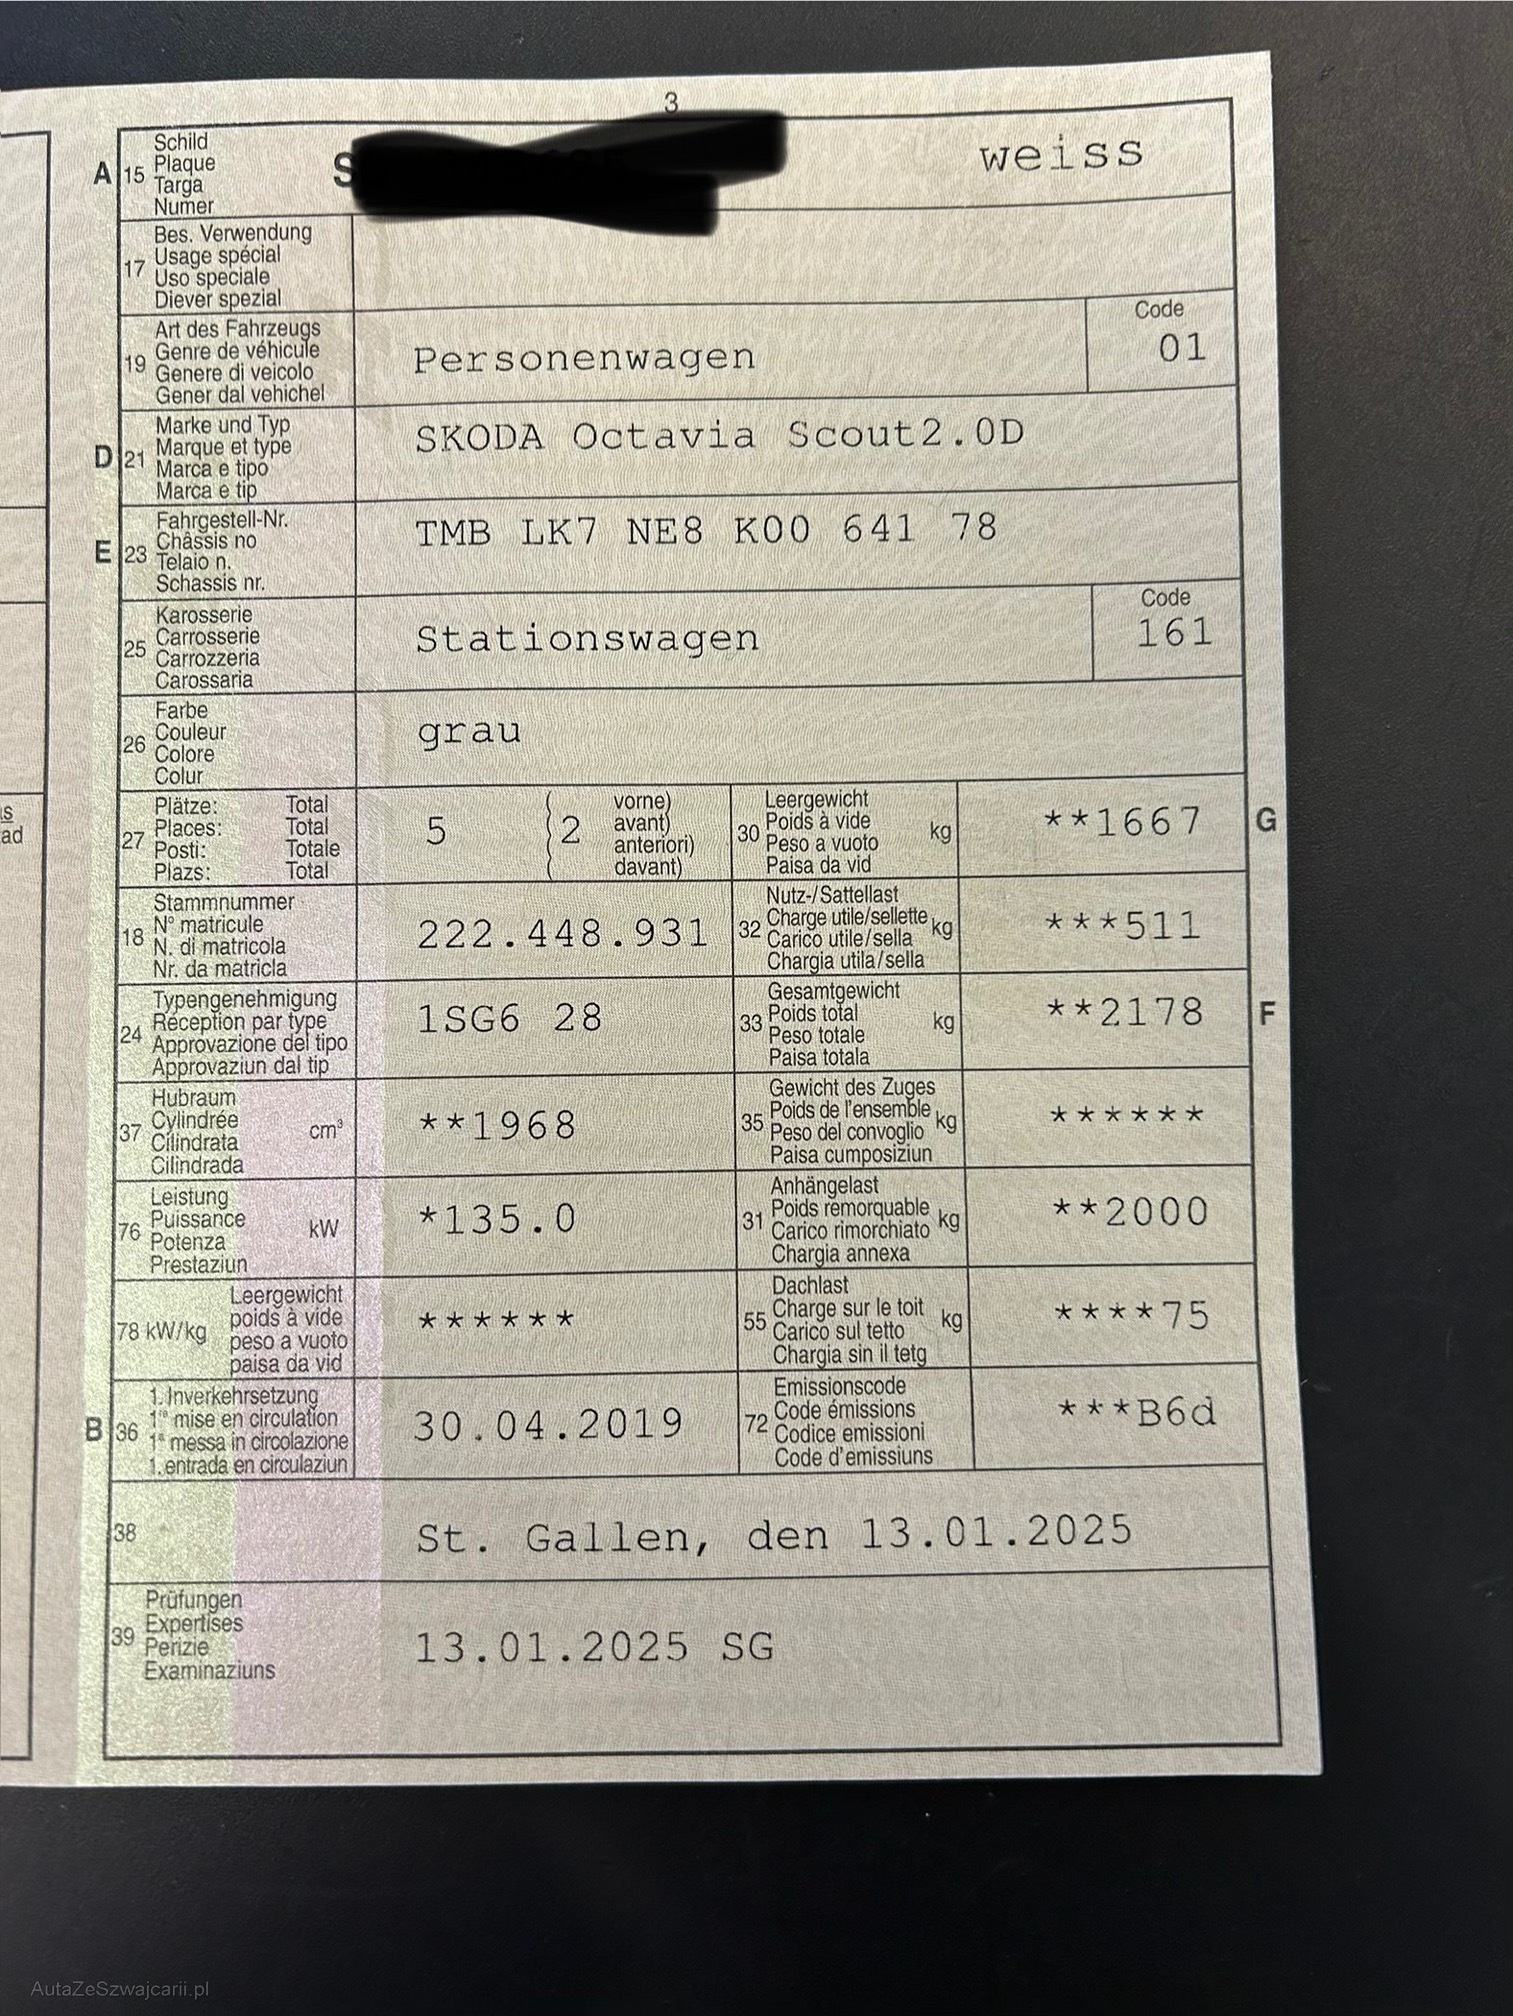 3
A 15 Schild
Plaque
Targa
Numer
S
weiss
17 Bes. Verwendung
Usage spécial
Uso speciale
Diever spezial
19 Art des Fahrzeugs
Genre de véhicule
Genere di veicolo
Gener dal vehichel
Personenwagen
Code
01
D 21 Marke und Typ
Marque et type
Marca e tipo
Marca e tip
SKODA Octavia Scout2.0D
E 23 Fahrgestell-Nr.
Châssis no
Telaio n.
Schassis nr.
TMB LK7 NE8 K00 641 78
25 Karosserie
Carrosserie
Carrozzeria
Carossaria
Stationswagen
Code
161
26 Farbe
Couleur
Colore
Colur
grau
27 Plätze: Total
Places: Total
Posti: Totale
Plazs: Total
5 (2 vorne)
avant)
anteriori)
davant)
30 Leergewicht
Poids à vide kg
Peso a vuoto
Paisa da vid
**1667 G
18 Stammnummer
N° matricule
N. di matricola
Nr. da matricla
222.448.931
32 Nutz-/Sattellast
Charge utile/sellette kg
Carico utile/sella
Chargia utila/sella
***511
24 Typengenehmigung
Réception par type
Approvazione del tipo
Approvaziun dal tip
1SG6 28
33 Gesamtgewicht
Poids total kg
Peso totale
Paisa totala
**2178 F
37 Hubraum
Cylindrée cm³
Cilindrata
Cilindrada
**1968
35 Gewicht des Zuges
Poids de l'ensemble kg
Peso del convoglio
Paisa cumposiziun
******
76 Leistung
Puissance kW
Potenza
Prestaziun
*135.0
31 Anhängelast
Poids remorquable kg
Carico rimorchiato
Chargia annexa
**2000
78 kW/kg Leergewicht
poids à vide
peso a vuoto
paisa da vid
******
55 Dachlast
Charge sur le toit kg
Carico sul tetto
Chargia sin il tetg
****75
B 36 1. Inverkehrsetzung
1re mise en circulation
1a messa in circolazione
1. entrada en circulaziun
30.04.2019
72 Emissionscode
Code émissions
Codice emissioni
Code d'emissiuns
***B6d
38 St. Gallen, den 13.01.2025
39 Prüfungen
Expertises
Perizie
Examinaziuns
13.01.2025 SG
ad
AutaZeSzwajcarii.pl